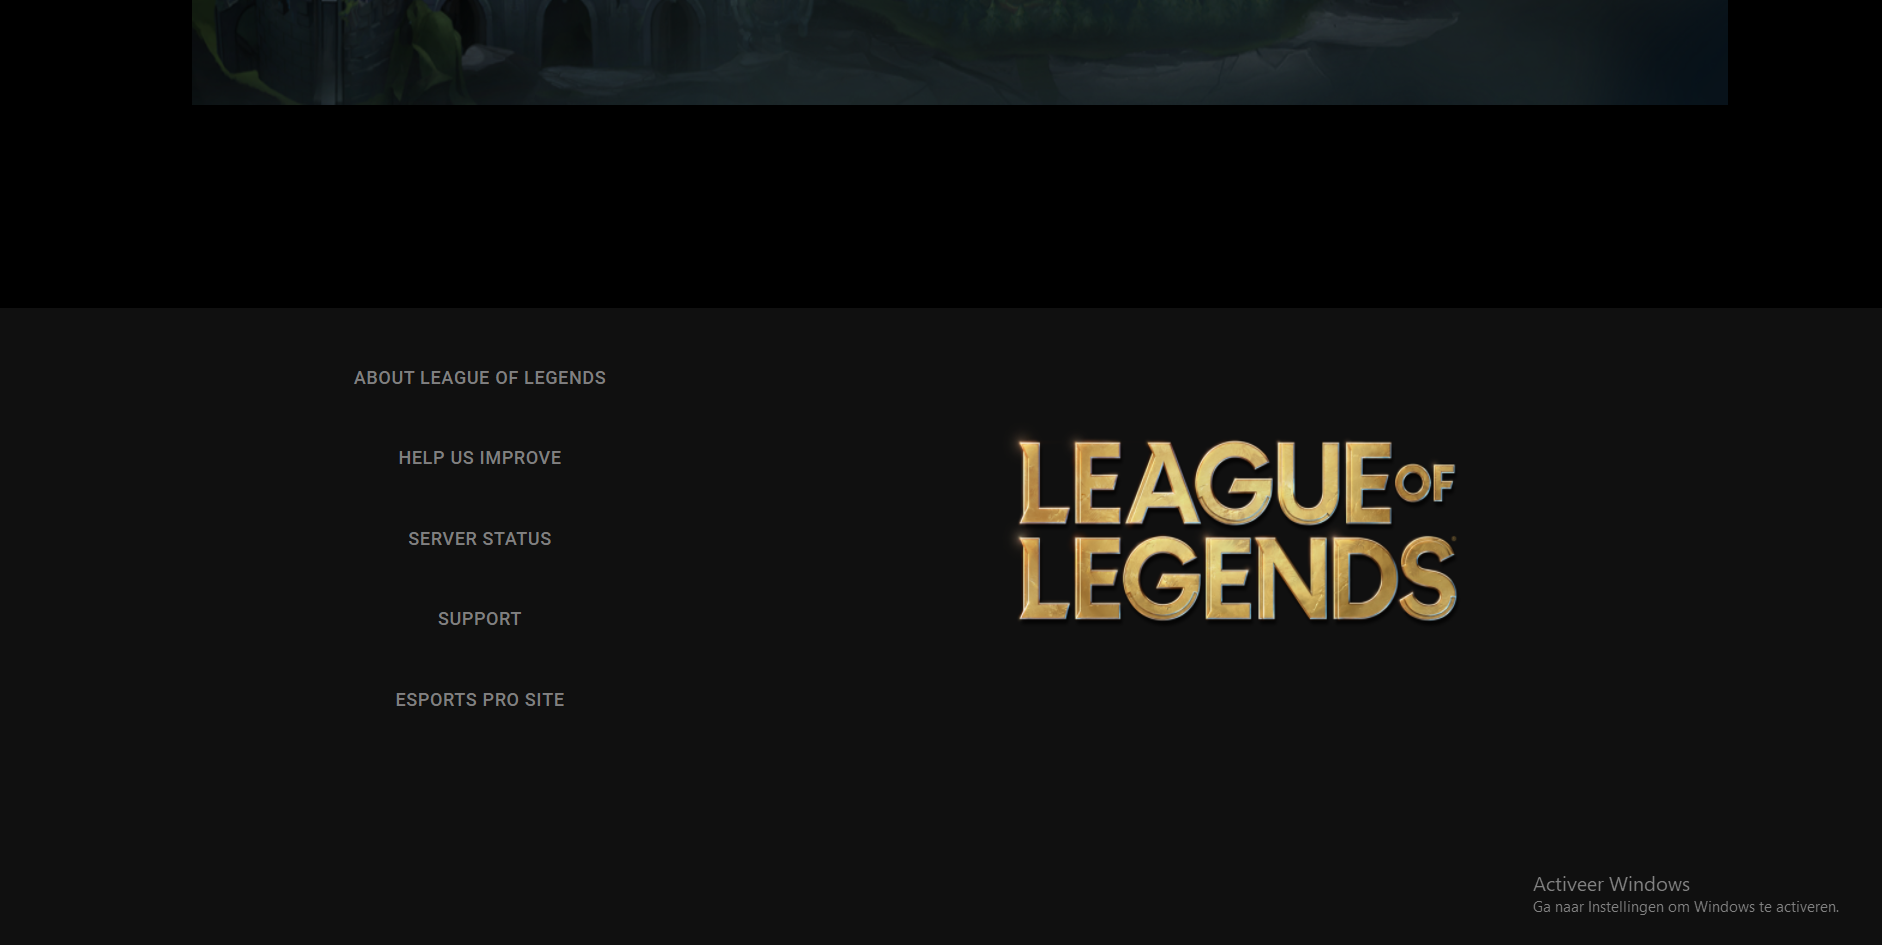 ABOUT LEAGUE OF LEGENDS
HELP US IMPROVE
SERVER STATUS
SUPPORT
ESPORTS PRO SITE
LEAGUE OF
LEGENDS
Activeer Windows
Ga naar Instellingen om Windows te activeren.